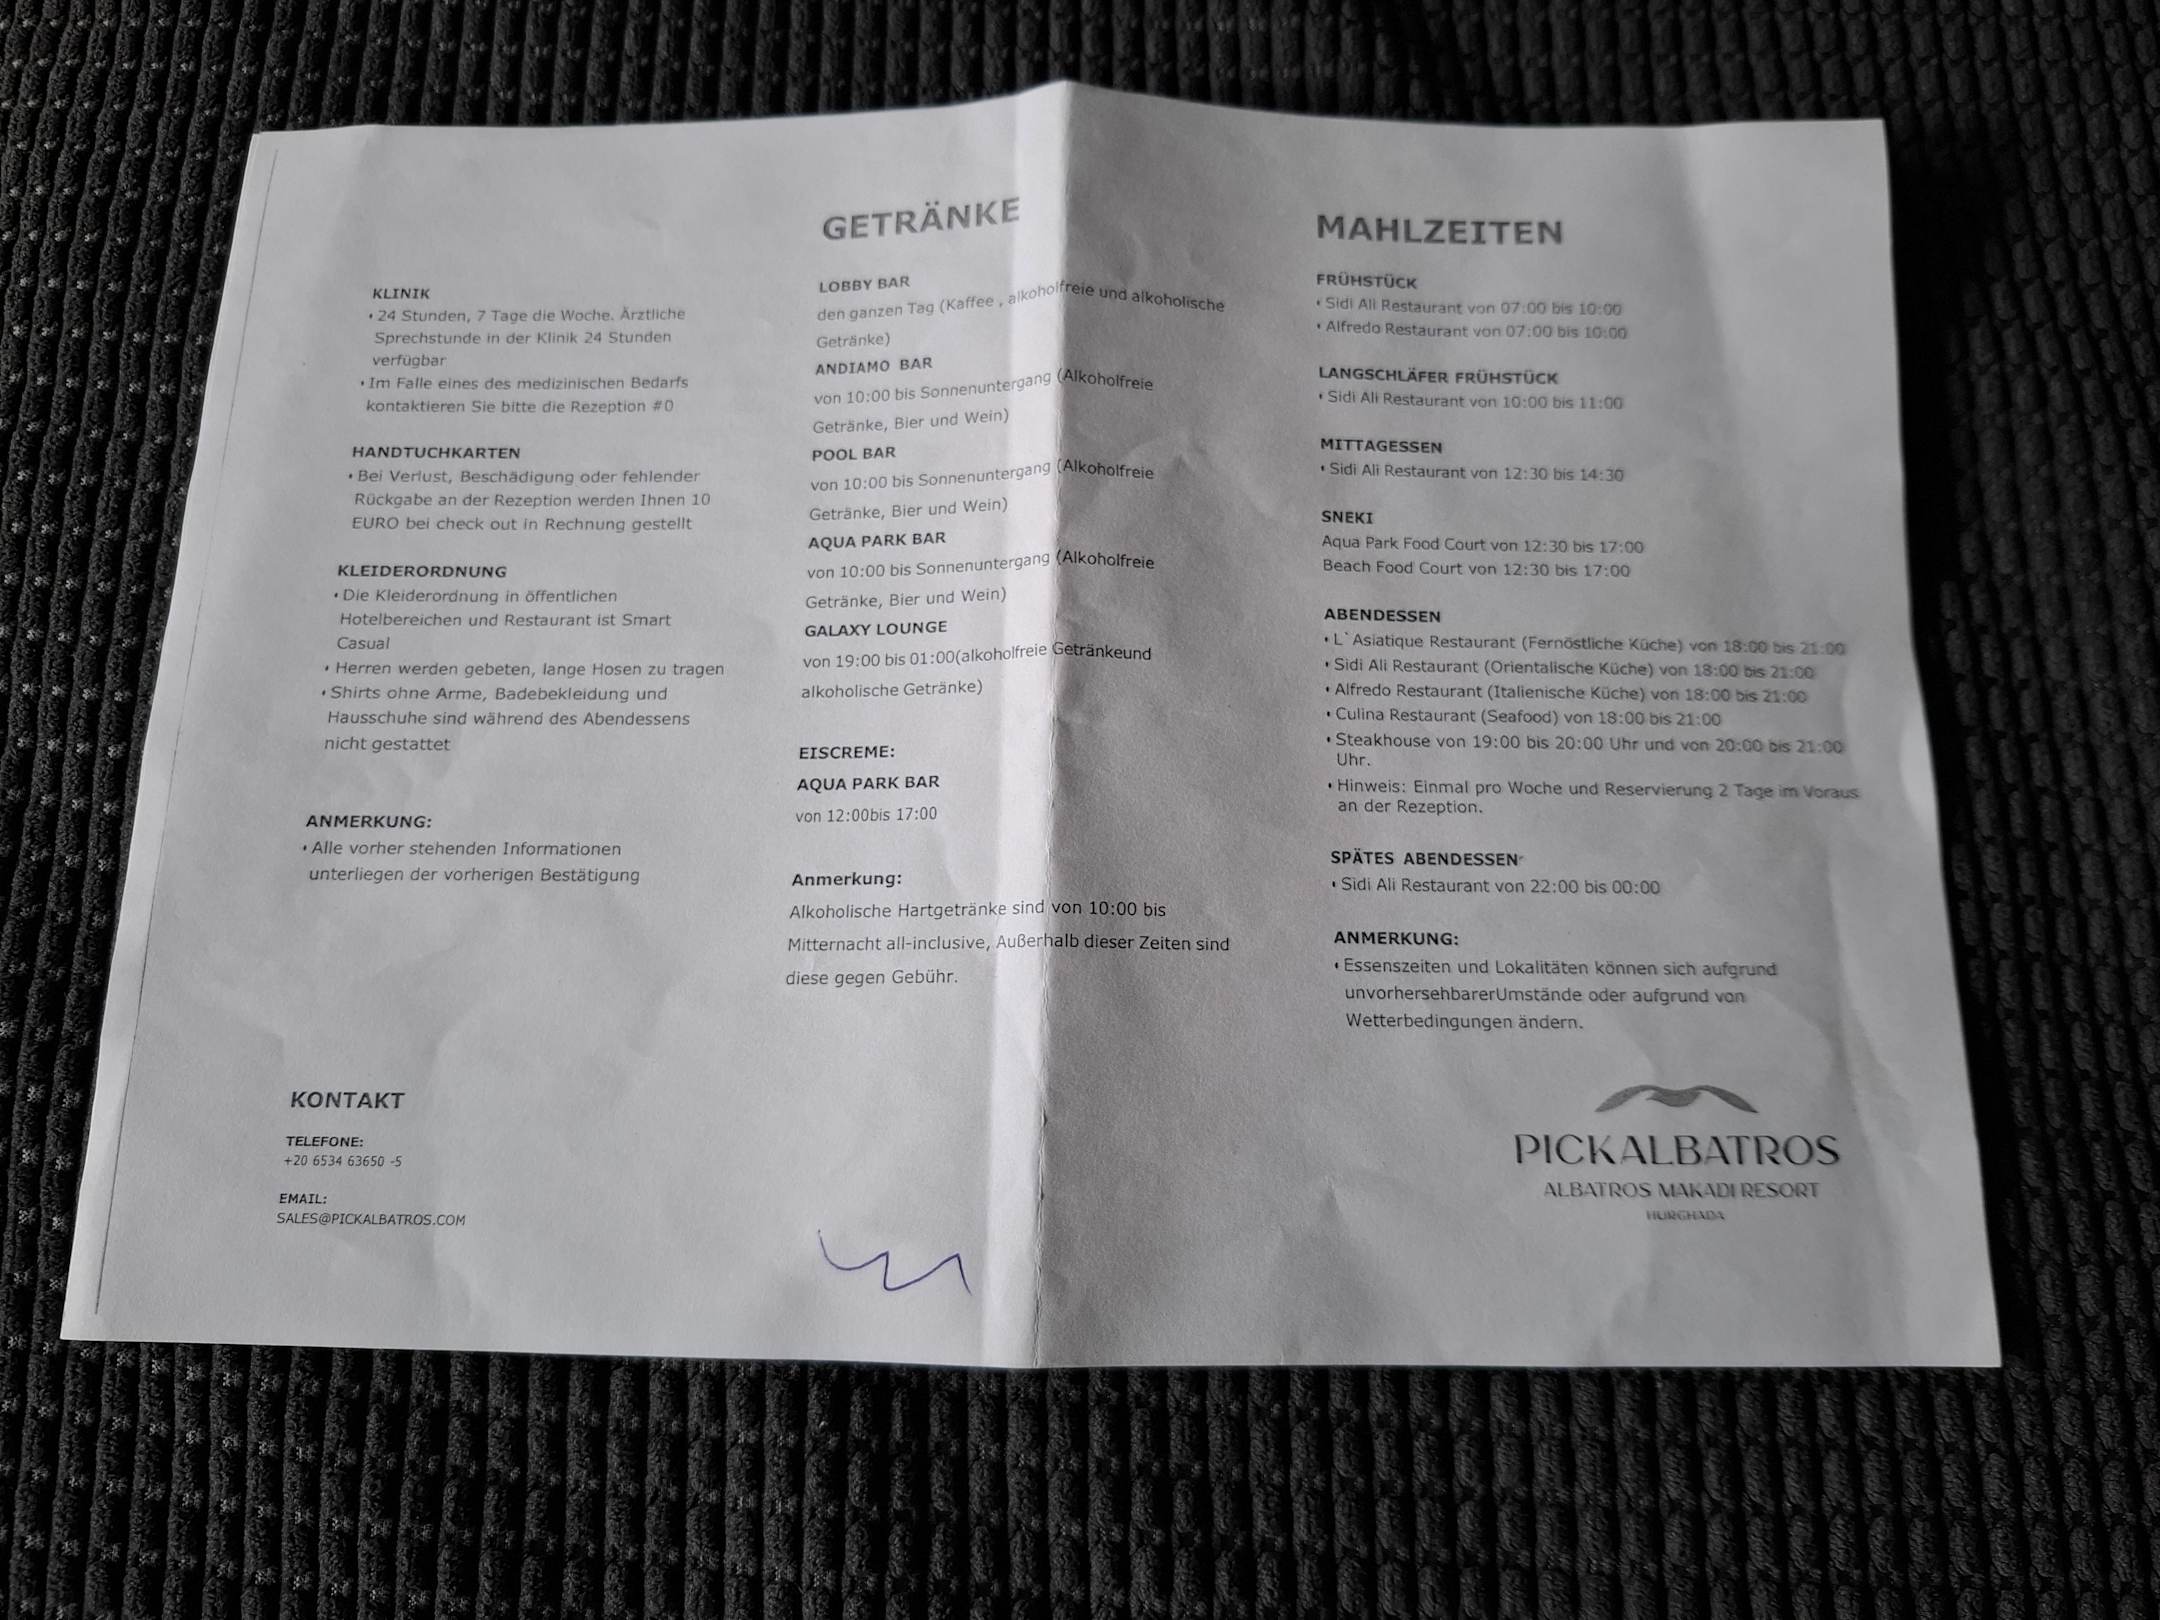 KLINIK
• 24 Stunden, 7 Tage die Woche. Ärztliche
Sprechstunde in der Klinik 24 Stunden
verfügbar
• Im Falle eines des medizinischen Bedarfs
kontaktieren Sie bitte die Rezeption #0
HANDTUCHKARTEN
• Bei Verlust, Beschädigung oder fehlender
Rückgabe an der Rezeption werden Ihnen 10
EURO bei check out in Rechnung gestellt
KLEIDERORDNUNG
• Die Kleiderordnung in öffentlichen
Hotelbereichen und Restaurant ist Smart
Casual
• Herren werden gebeten, lange Hosen zu tragen
• Shirts ohne Arme, Badebekleidung und
Hausschuhe sind während des Abendessens
nicht gestattet
ANMERKUNG:
• Alle vorher stehenden Informationen
unterliegen der vorherigen Bestätigung
KONTAKT
TELEFONE:
+20 6534 63650 -5
EMAIL:
SALES@PICKALBATROS.COM
GETRÄNKE
LOBBY BAR
den ganzen Tag (Kaffee , alkoholfreie und alkoholische
Getränke)
ANDIAMO BAR
von 10:00 bis Sonnenuntergang (Alkoholfreie
Getränke, Bier und Wein)
POOL BAR
von 10:00 bis Sonnenuntergang (Alkoholfreie
Getränke, Bier und Wein)
AQUA PARK BAR
von 10:00 bis Sonnenuntergang (Alkoholfreie
Getränke, Bier und Wein)
GALAXY LOUNGE
von 19:00 bis 01:00(alkoholfreie Getränkeund
alkoholische Getränke)
EISCREME:
AQUA PARK BAR
von 12:00bis 17:00
Anmerkung:
Alkoholische Hartgetränke sind von 10:00 bis
Mitternacht all-inclusive, Außerhalb dieser Zeiten sind
diese gegen Gebühr.
MAHLZEITEN
FRÜHSTÜCK
• Sidi Ali Restaurant von 07:00 bis 10:00
• Alfredo Restaurant von 07:00 bis 10:00
LANGSCHLÄFER FRÜHSTÜCK
• Sidi Ali Restaurant von 10:00 bis 11:00
MITTAGESSEN
• Sidi Ali Restaurant von 12:30 bis 14:30
SNEKI
Aqua Park Food Court von 12:30 bis 17:00
Beach Food Court von 12:30 bis 17:00
ABENDESSEN
• L`Asiatique Restaurant (Fernöstliche Küche) von 18:00 bis 21:00
• Sidi Ali Restaurant (Orientalische Küche) von 18:00 bis 21:00
• Alfredo Restaurant (Italienische Küche) von 18:00 bis 21:00
• Culina Restaurant (Seafood) von 18:00 bis 21:00
• Steakhouse von 19:00 bis 20:00 Uhr und von 20:00 bis 21:00
Uhr.
• Hinweis: Einmal pro Woche und Reservierung 2 Tage im Voraus
an der Rezeption.
SPÄTES ABENDESSEN
• Sidi Ali Restaurant von 22:00 bis 00:00
ANMERKUNG:
• Essenszeiten und Lokalitäten können sich aufgrund
unvorhersehbarerUmstände oder aufgrund von
Wetterbedingungen ändern.
PICKALBATROS
ALBATROS MAKADI RESORT
HURGHADA